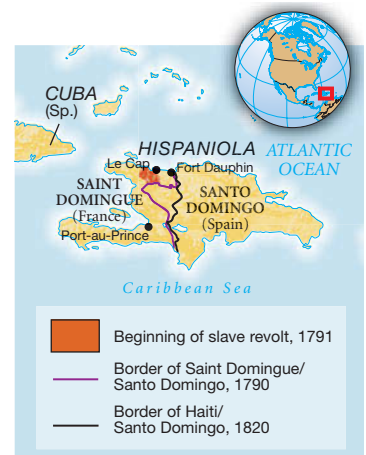 CUBA
(Sp.)
HISPANIOLA
ATLANTIC
OCEAN
Le Cap
Fort Dauphin
SAINT
DOMINGUE
(France)
SANTO
DOMINGO
(Spain)
Port-au-Prince
Caribbean Sea
Beginning of slave revolt, 1791
Border of Saint Domingue/
Santo Domingo, 1790
Border of Haiti/
Santo Domingo, 1820